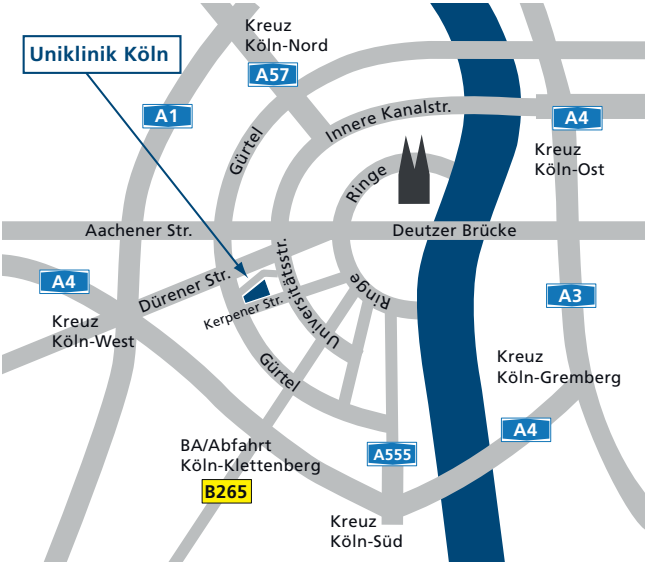 Kreuz
Köln-Nord
Uniklinik Köln
A57
A1
Innere Kanalstr.
A4
Gürtel
Kreuz
Köln-Ost
Ringe
Aachener Str.
Deutzer Brücke
A4
Dürener Str.
Universitätsstr.
A3
Kerpener Str.
Ringe
Kreuz
Köln-West
Gürtel
Kreuz
Köln-Gremberg
A4
BA/Abfahrt
Köln-Klettenberg
A555
B265
Kreuz
Köln-Süd